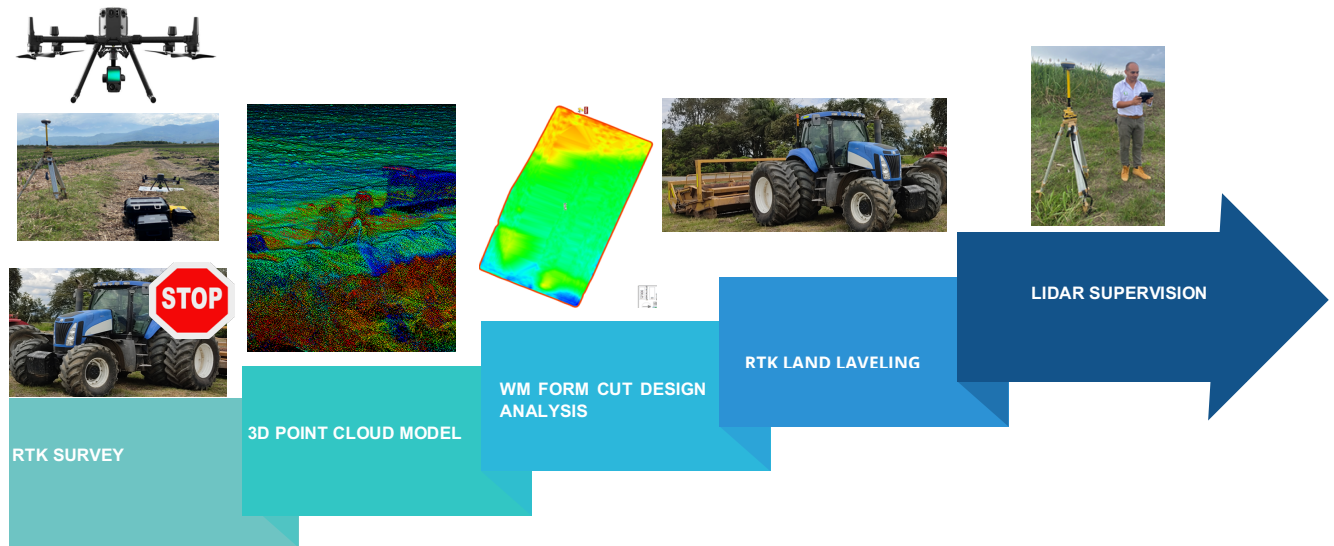 STOP
RTK SURVEY
3D POINT CLOUD MODEL
WM FORM CUT DESIGN
ANALYSIS
RTK LAND LAVELING
LIDAR SUPERVISION